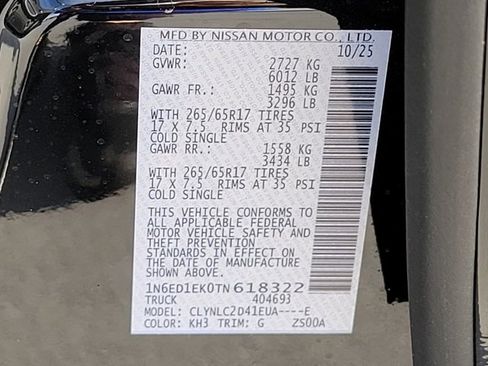 MFD BY NISSAN MOTOR CO., LTD.
DATE: 10/25
GVWR: 2727 KG
6012 LB
GAWR FR.: 1495 KG
3296 LB
WITH 265/65R17 TIRES
17 X 7.5 RIMS AT 35 PSI
COLD SINGLE
GAWR RR.: 1558 KG
3434 LB
WITH 265/65R17 TIRES
17 X 7.5 RIMS AT 35 PSI
COLD SINGLE
THIS VEHICLE CONFORMS TO
ALL APPLICABLE FEDERAL
MOTOR VEHICLE SAFETY AND
THEFT PREVENTION
STANDARDS IN EFFECT ON
THE DATE OF MANUFACTURE
SHOWN ABOVE.
1N6ED1EK0TN618322
TRUCK 404693
MODEL: CLYNLC2D41EUA----E
COLOR: KH3 TRIM: G ZS00A